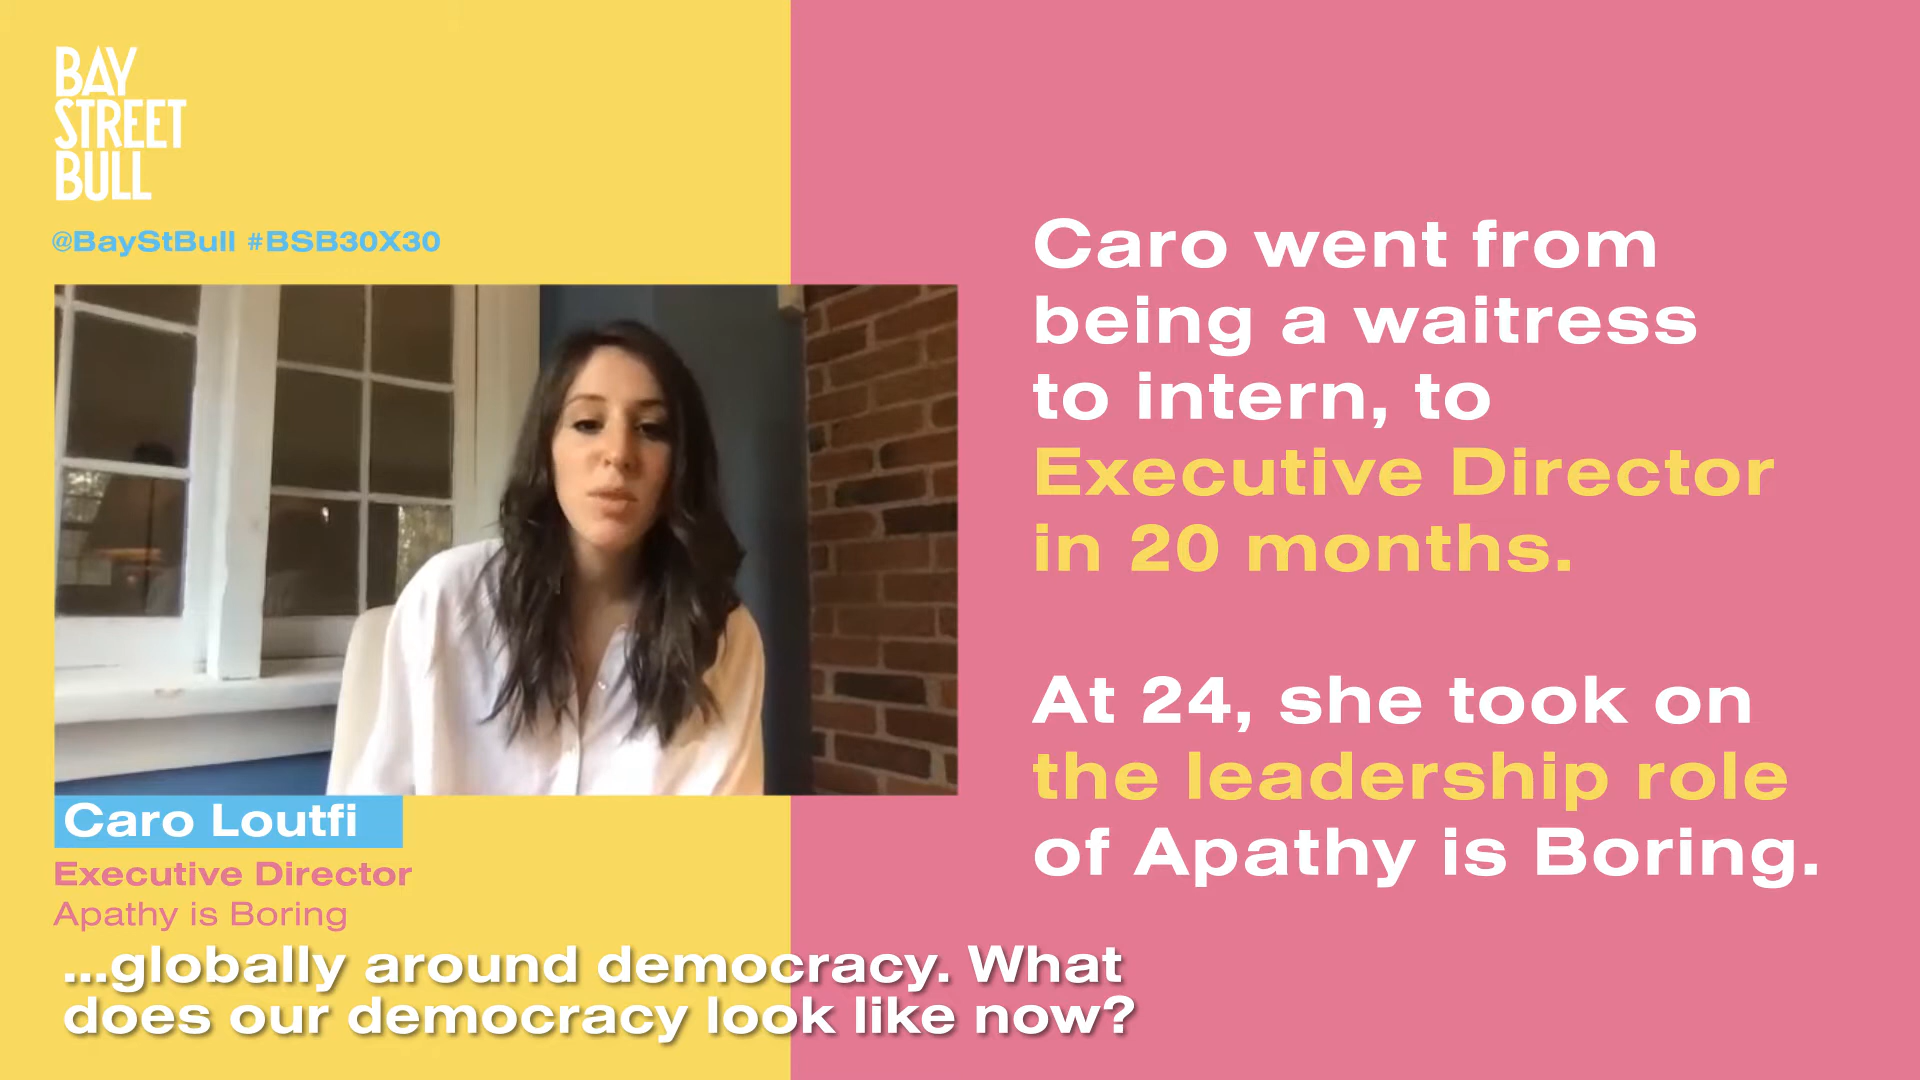 BAY
STREET
BULL
@BayStBull #BSB30X30
Caro went from
being a waitress
to intern, to
Executive Director
in 20 months.
At 24, she took on
the leadership role
of Apathy is Boring.
Caro Loutfi
Executive Director
Apathy is Boring
...globally around democracy. What
does our democracy look like now?